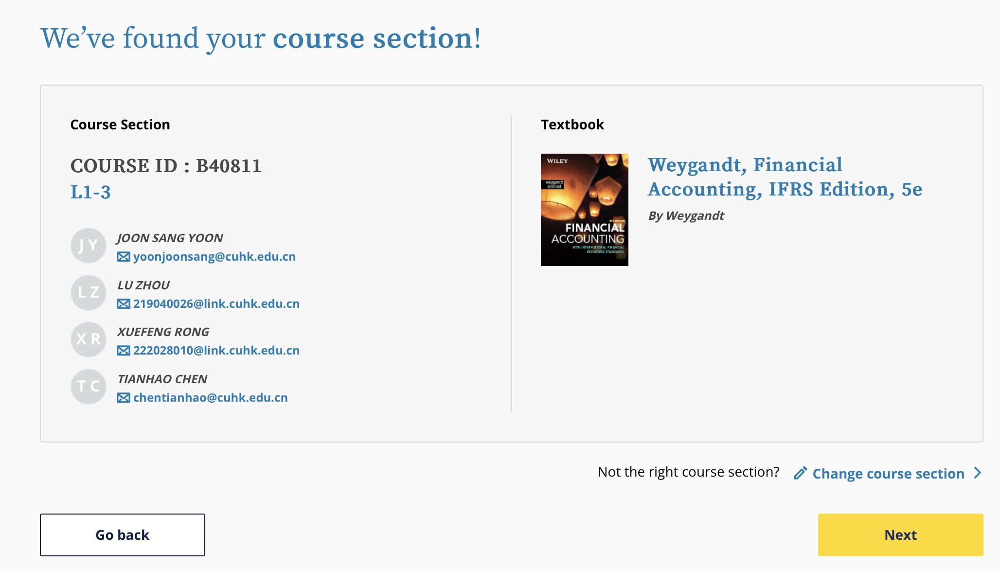 We’ve found your course section!
Course Section
COURSE ID : B40811
L1-3
J Y
JOON SANG YOON
yoonjoonsang@cuhk.edu.cn
L Z
LU ZHOU
219040026@link.cuhk.edu.cn
X R
XUEFENG RONG
222028010@link.cuhk.edu.cn
T C
TIANHAO CHEN
chentianhao@cuhk.edu.cn
Textbook
WILEY
weygandt
kimmel
5TH EDITION
FINANCIAL
ACCOUNTING
WITH INTERNATIONAL FINANCIAL
REPORTING STANDARDS
Weygandt, Financial
Accounting, IFRS Edition, 5e
By Weygandt
Not the right course section? Change course section
Go back
Next